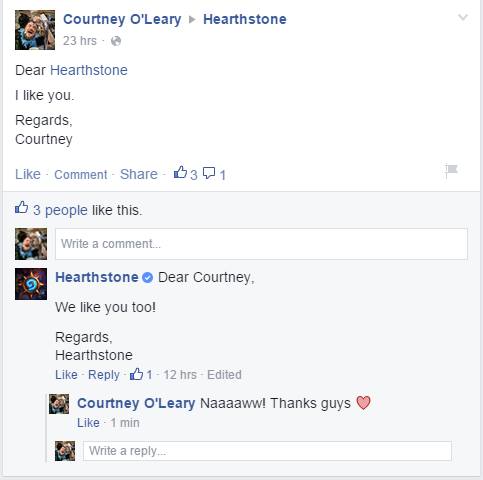 Courtney O'Leary ▸ Hearthstone
23 hrs ·
Dear Hearthstone
I like you.
Regards,
Courtney
Like · Comment · Share · 3 1
3 people like this.
Write a comment...
Hearthstone Dear Courtney,
We like you too!
Regards,
Hearthstone
Like · Reply · 1 · 12 hrs · Edited
Courtney O'Leary Naaaaww! Thanks guys ♥
Like · 1 min
Write a reply...